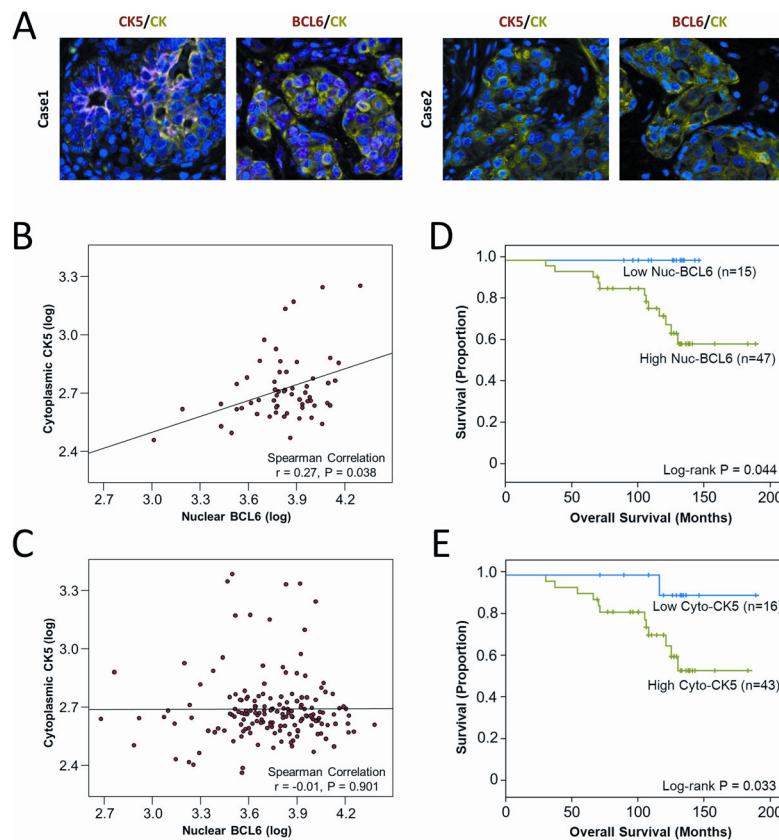 A
CK5/CK
BCL6/CK
CK5/CK
BCL6/CK
Case1
Case2
B
Cytoplasmic CK5 (log)
3.3
3.0
2.7
2.4
Spearman Correlation
r = 0.27, P = 0.038
2.7 3.0 3.3 3.6 3.9 4.2
Nuclear BCL6 (log)
D
Survival (Proportion)
1.0
0.8
0.6
0.4
0.2
0
Low Nuc-BCL6 (n=15)
High Nuc-BCL6 (n=47)
Log-rank P = 0.044
0 50 100 150 200
Overall Survival (Months)
C
Cytoplasmic CK5 (log)
3.3
3.0
2.7
2.4
Spearman Correlation
r = -0.01, P = 0.901
2.7 3.0 3.3 3.6 3.9 4.2
Nuclear BCL6 (log)
E
Survival (Proportion)
1.0
0.8
0.6
0.4
0.2
0
Low Cyto-CK5 (n=16)
High Cyto-CK5 (n=43)
Log-rank P = 0.033
0 50 100 150 200
Overall Survival (Months)